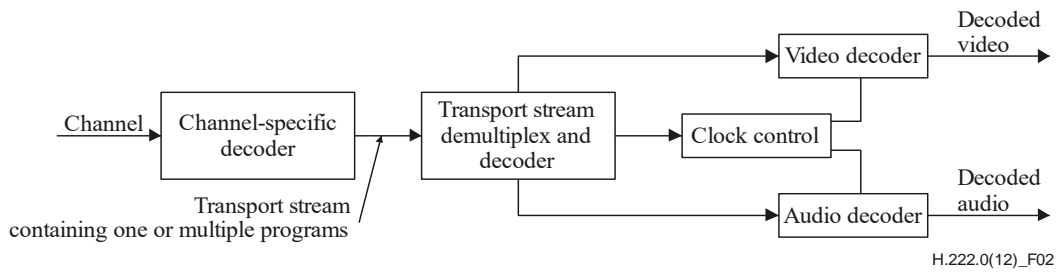 Decoded
video
Video decoder
Channel
Channel-specific
decoder
Transport stream
demultiplex and
decoder
Clock control
Transport stream
containing one or multiple programs
Decoded
audio
Audio decoder
H.222.0(12)_F02